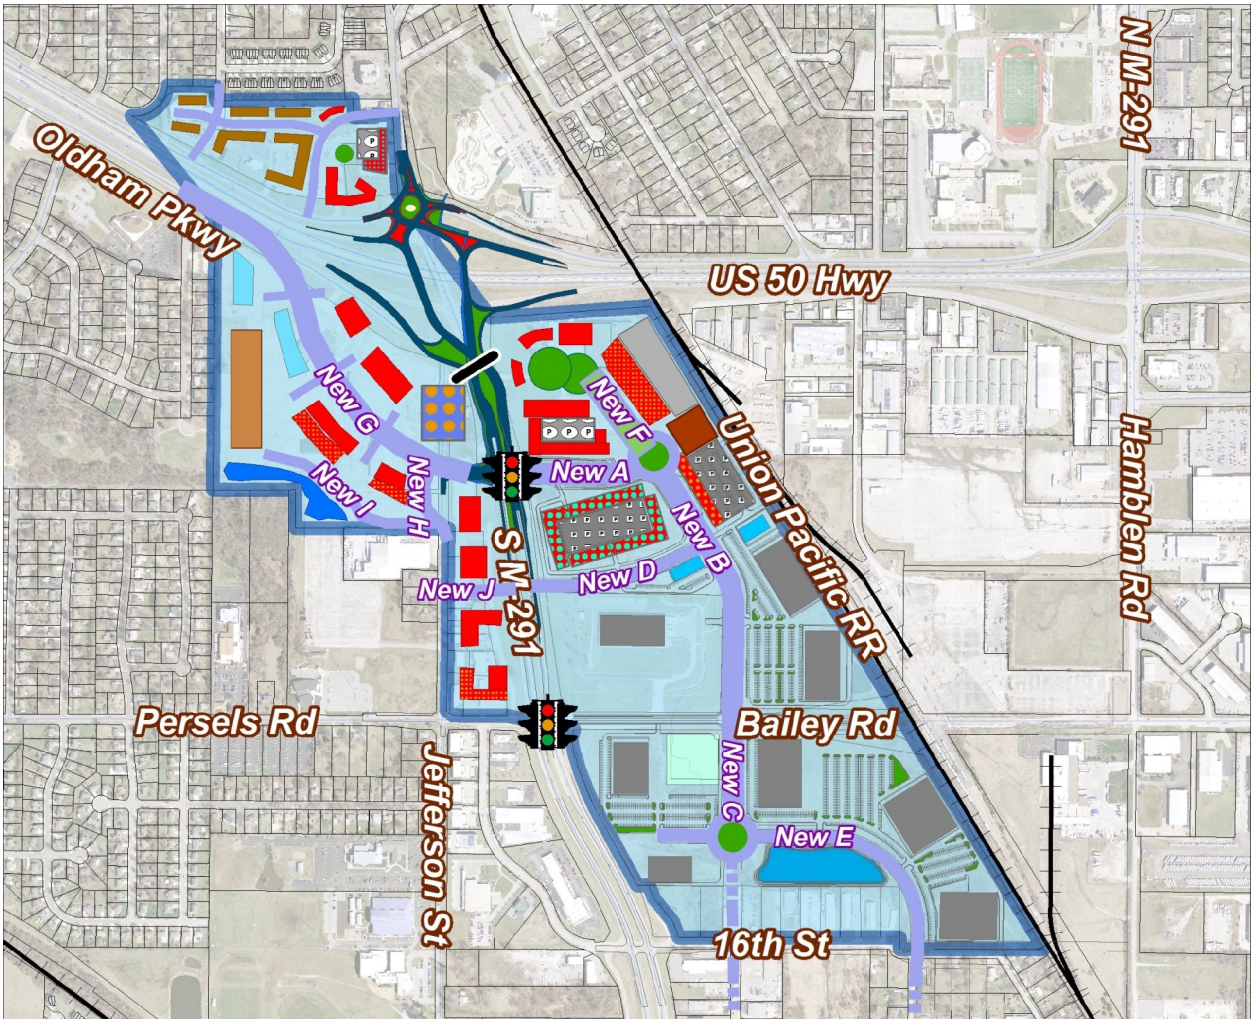 N M-291
Oldham Pkwy
US 50 Hwy
P
P
New G
New F
P P P
Union Pacific RR
Hamblen Rd
New A
New I
New H
New B
S M-291
New D
New J
Persels Rd
Bailey Rd
Jefferson St
New C
New E
16th St